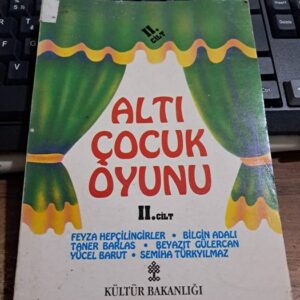 II.
CİLT
ALTI
ÇOCUK
OYUNU
II.CİLT
FEYZA HEPÇİLİNGİRLER • BİLGİN ADALI
TANER BARLAS • BEYAZIT GÜLERCAN
YÜCEL BARUT • SEMİHA TÜRKYILMAZ
KÜLTÜR BAKANLIĞI